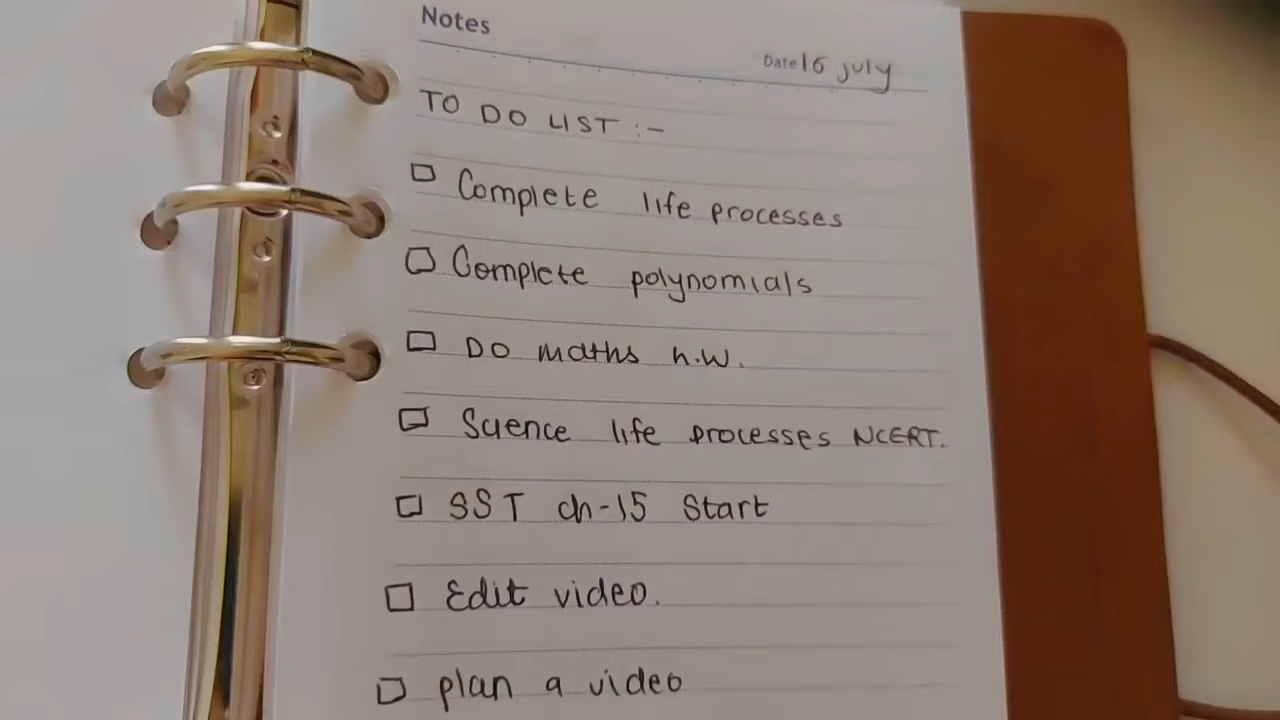 Notes
Date 16 July
TO DO LIST :-
Complete life processes
Complete polynomials
DO maths h.W.
Science life processes NCERT.
SST ch-15 Start
Edit video.
plan a video